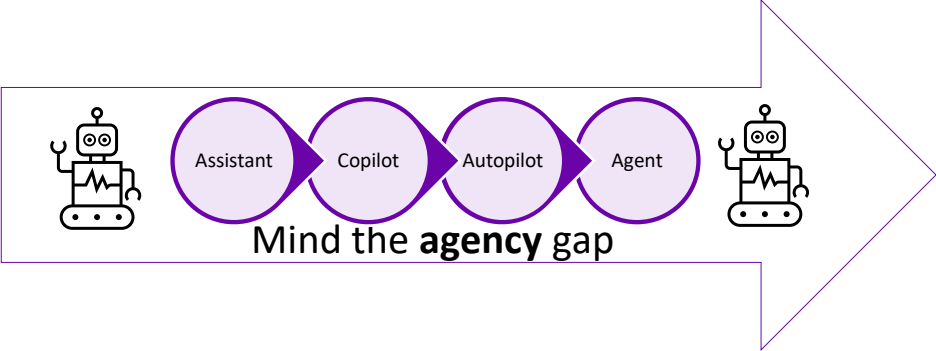 Assistant
Copilot
Autopilot
Agent
Mind the agency gap